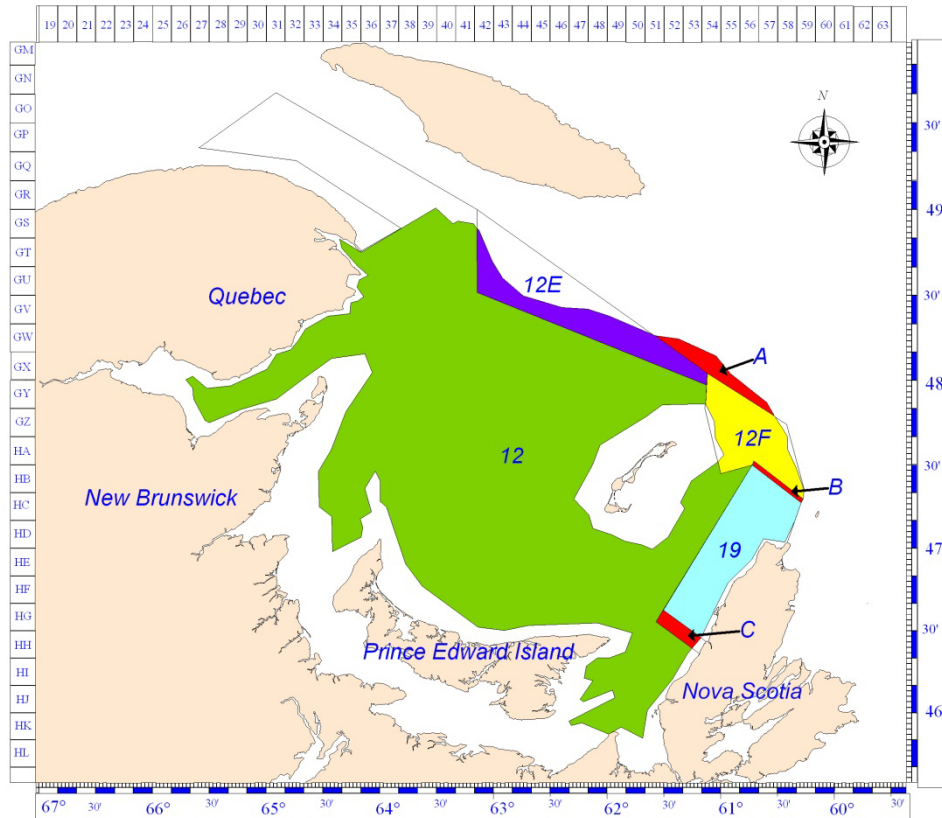 19 20 21 22 23 24 25 26 27 28 29 30 31 32 33 34 35 36 37 38 39 40 41 42 43 44 45 46 47 48 49 50 51 52 53 54 55 56 57 58 59 60 61 62 63
GM
GN
N
GO
GP
30'
GQ
GR
49
GS
GT
12E
GU
Quebec
30'
GV
GW
A
GX
48
GY
GZ
12F
HA
12
30'
HB
New Brunswick
B
HC
HD
19
47
HE
HF
HG
C
30'
HH
Prince Edward Island
HI
Nova Scotia
HJ
46
HK
HL
67° 30' 66° 30' 65° 30' 64° 30' 63° 30' 62° 30' 61° 30' 60°